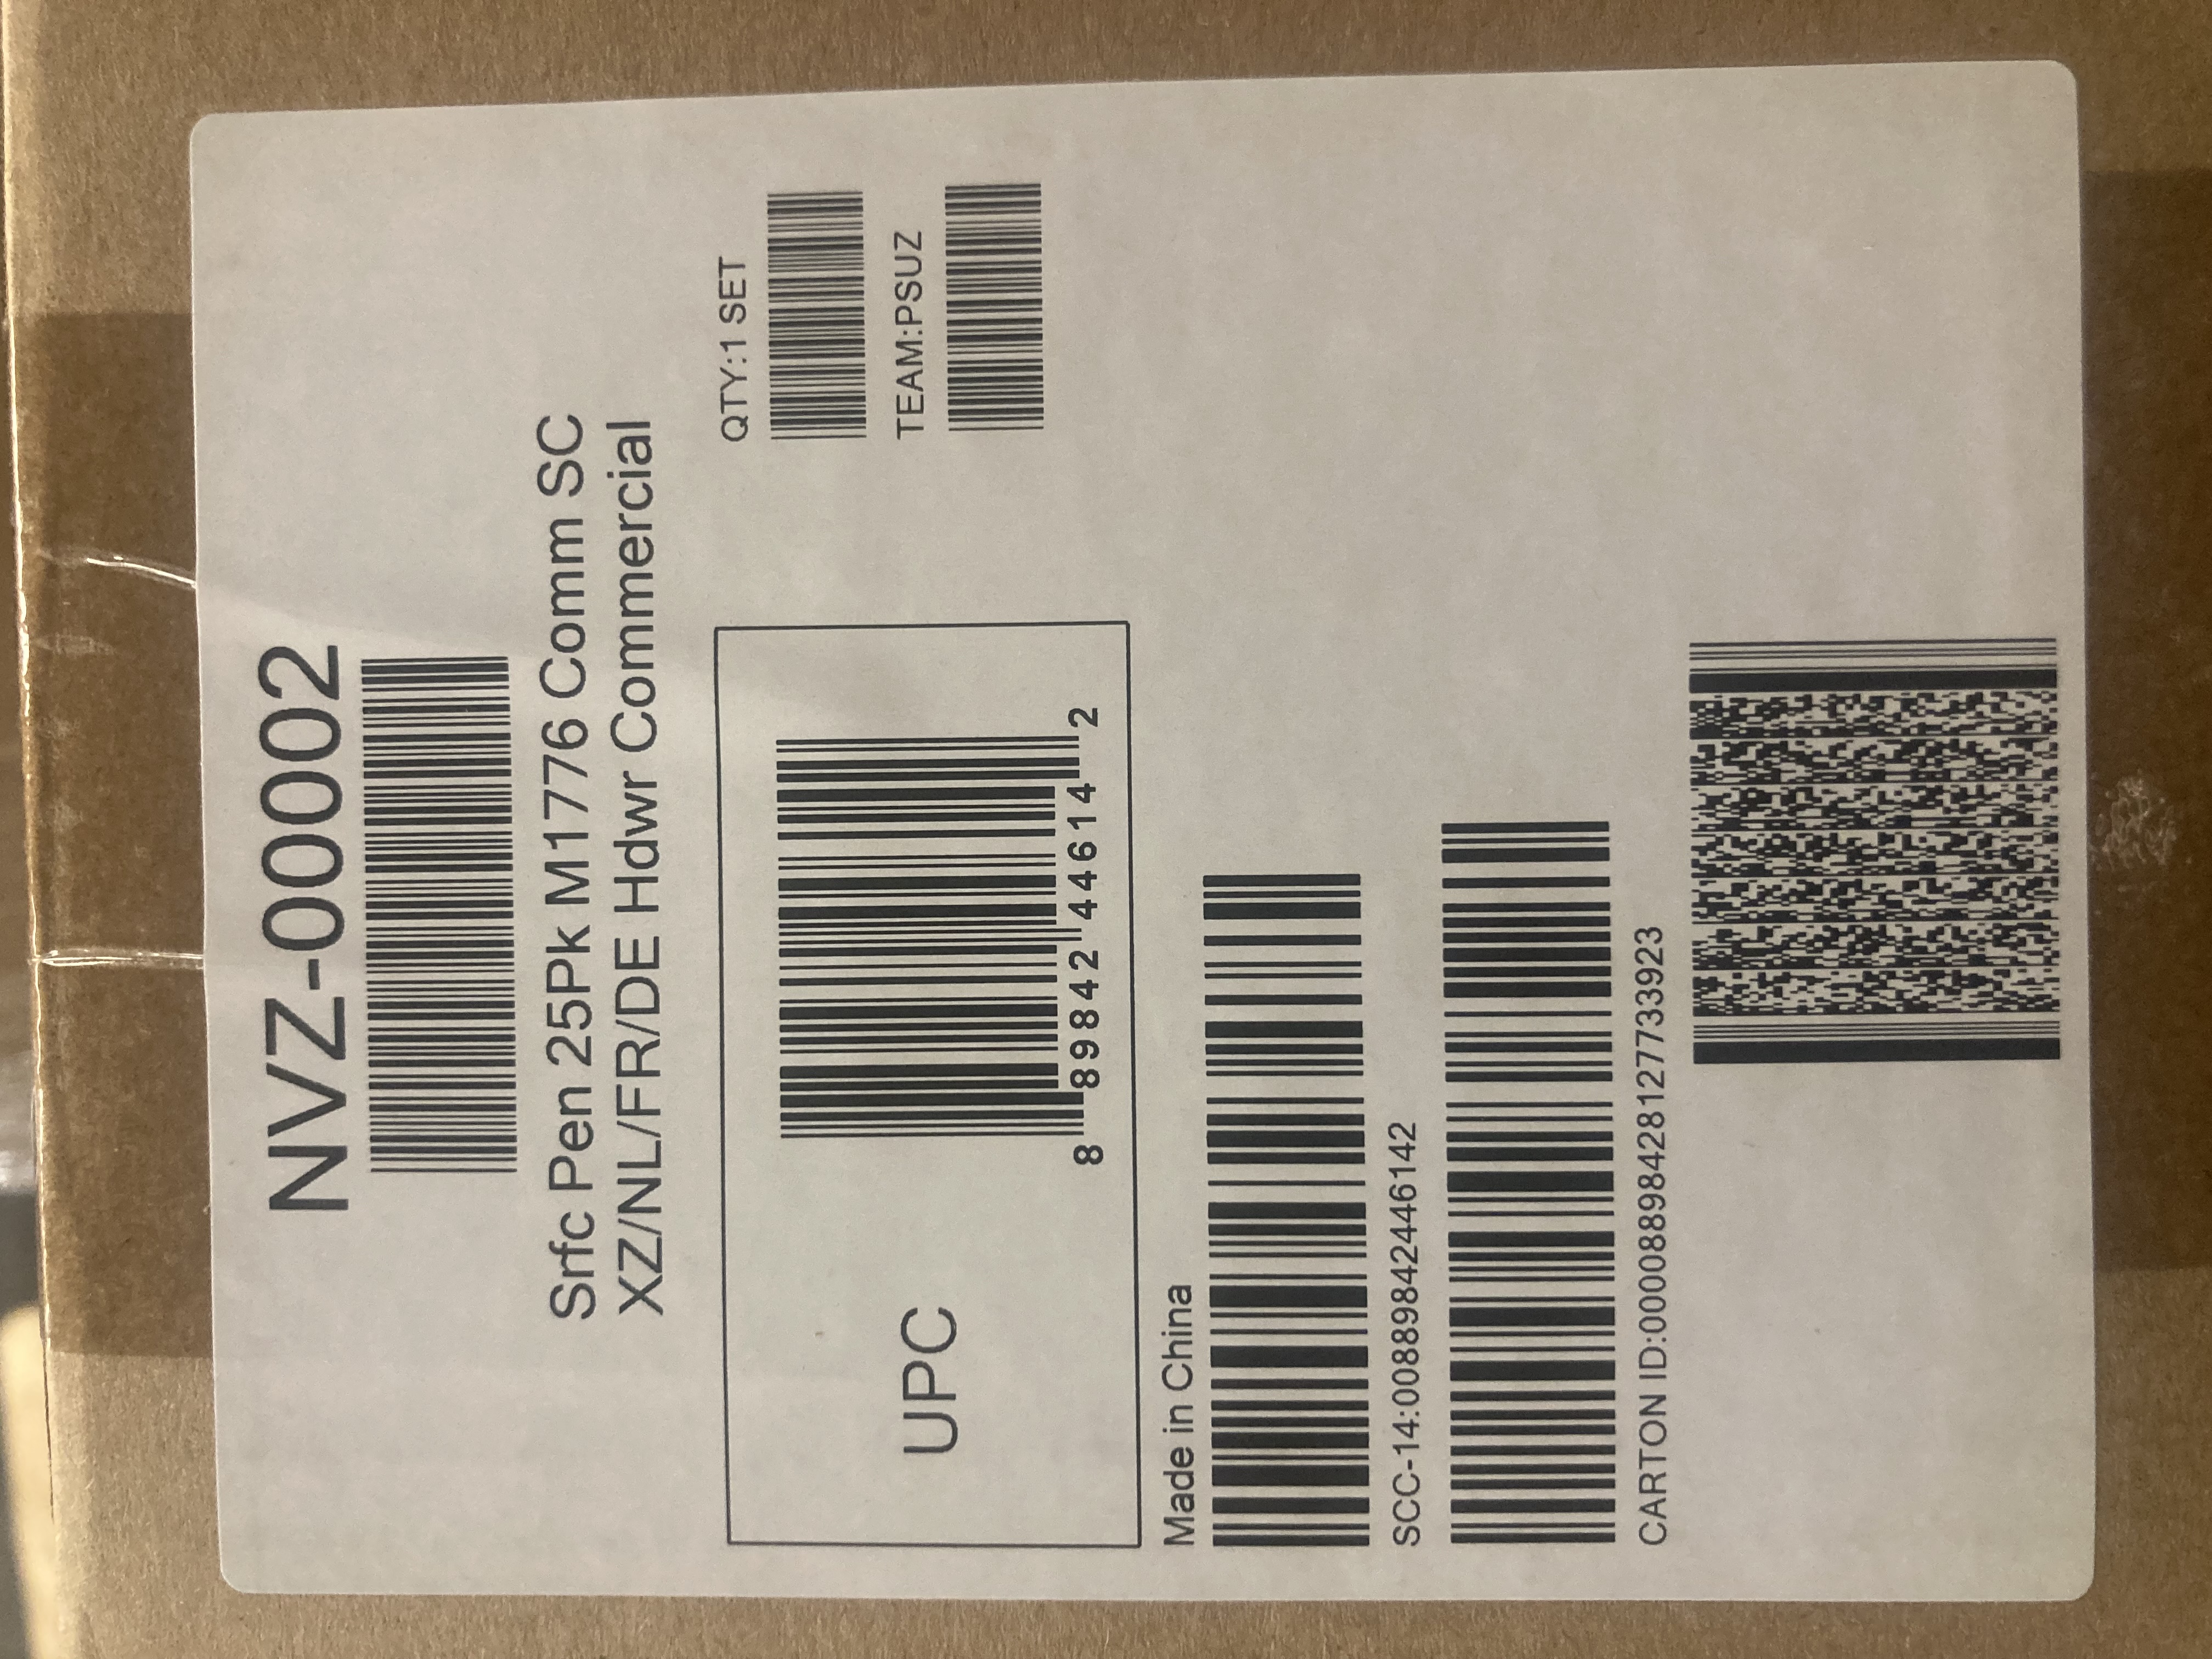 NVZ-00002
Srfc Pen 25Pk M1776 Comm SC
XZ/NL/FR/DE Hdwr Commercial
QTY:1 SET
TEAM:PSUZ
UPC
8 89842 44614 2
Made in China
SCC-14:00889842446142
CARTON ID:00008898428127733923